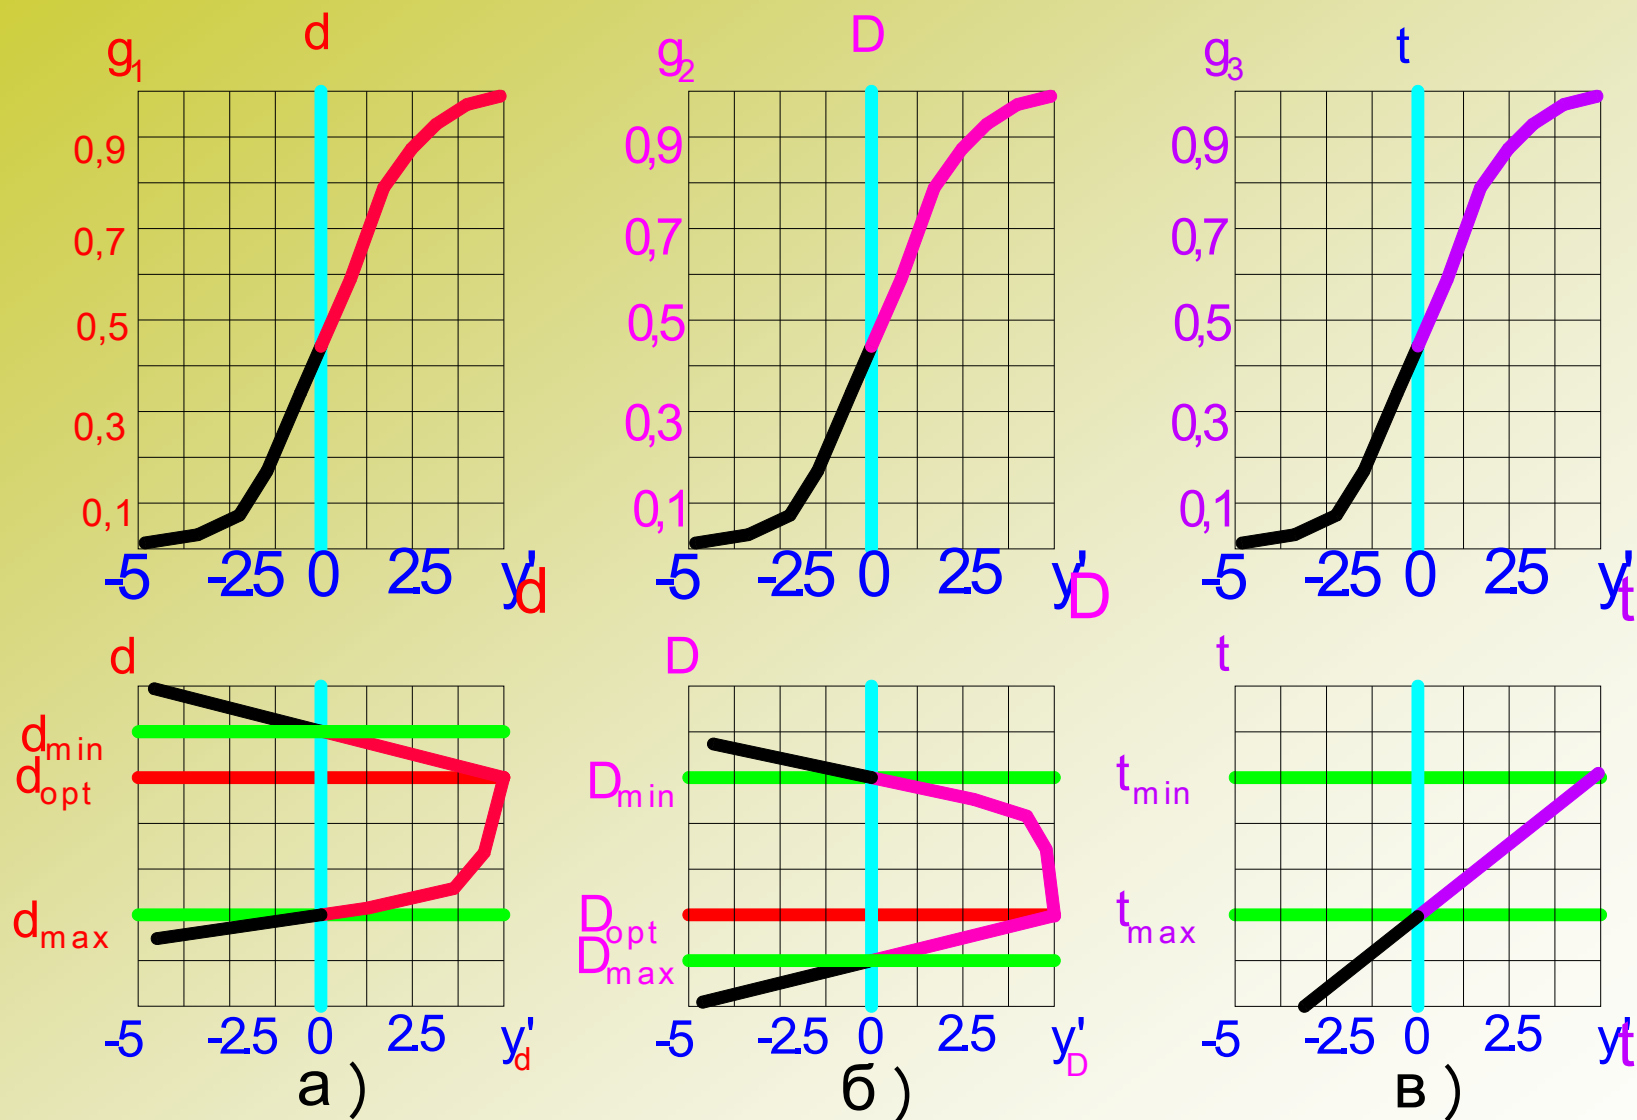 d D t
g1 g2 g3
0,9 0,9 0,9
0,7 0,7 0,7
0,5 0,5 0,5
0,3 0,3 0,3
0,1 0,1 0,1
-5 -2.5 0 2.5 y'd -5 -2.5 0 2.5 y'D -5 -2.5 0 2.5 y't
d D t
dmin
dopt Dmin tmin
dmax Dopt tmax
Dmax
-5 -2.5 0 2.5 y'd -5 -2.5 0 2.5 y'D -5 -2.5 0 2.5 y't
а ) б ) в )